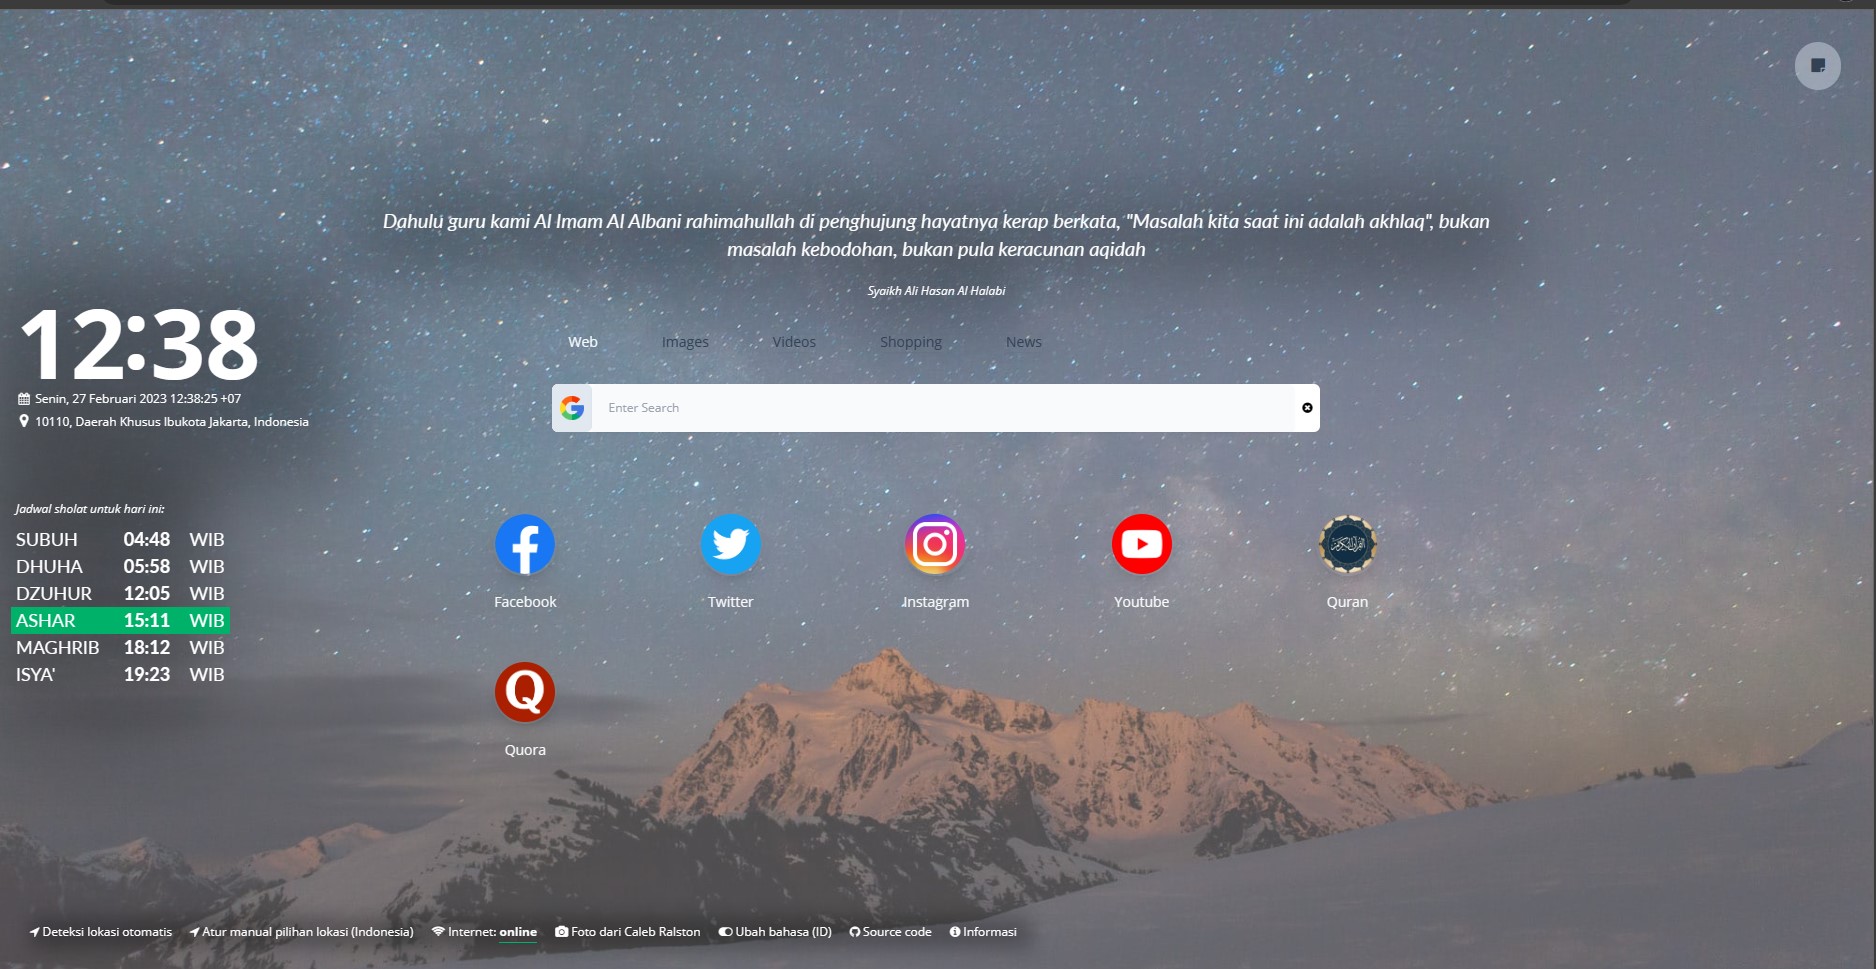 Dahulu guru kami Al Imam Al Albani rahimahullah di penghujung hayatnya kerap berkata, "Masalah kita saat ini adalah akhlaq", bukan
masalah kebodohan, bukan pula keracunan aqidah
Syaikh Ali Hasan Al Halabi
12:38
Senin, 27 Februari 2023 12:38:25 +07
10110, Daerah Khusus Ibukota Jakarta, Indonesia
Web Images Videos Shopping News
Enter Search
Jadwal sholat untuk hari ini:
SUBUH 04:48 WIB
DHUHA 05:58 WIB
DZUHUR 12:05 WIB
ASHAR 15:11 WIB
MAGHRIB 18:12 WIB
ISYA' 19:23 WIB
Facebook Twitter Instagram Youtube Quran
Quora
Deteksi lokasi otomatis Atur manual pilihan lokasi (Indonesia) Internet: online Foto dari Caleb Ralston Ubah bahasa (ID) Source code Informasi